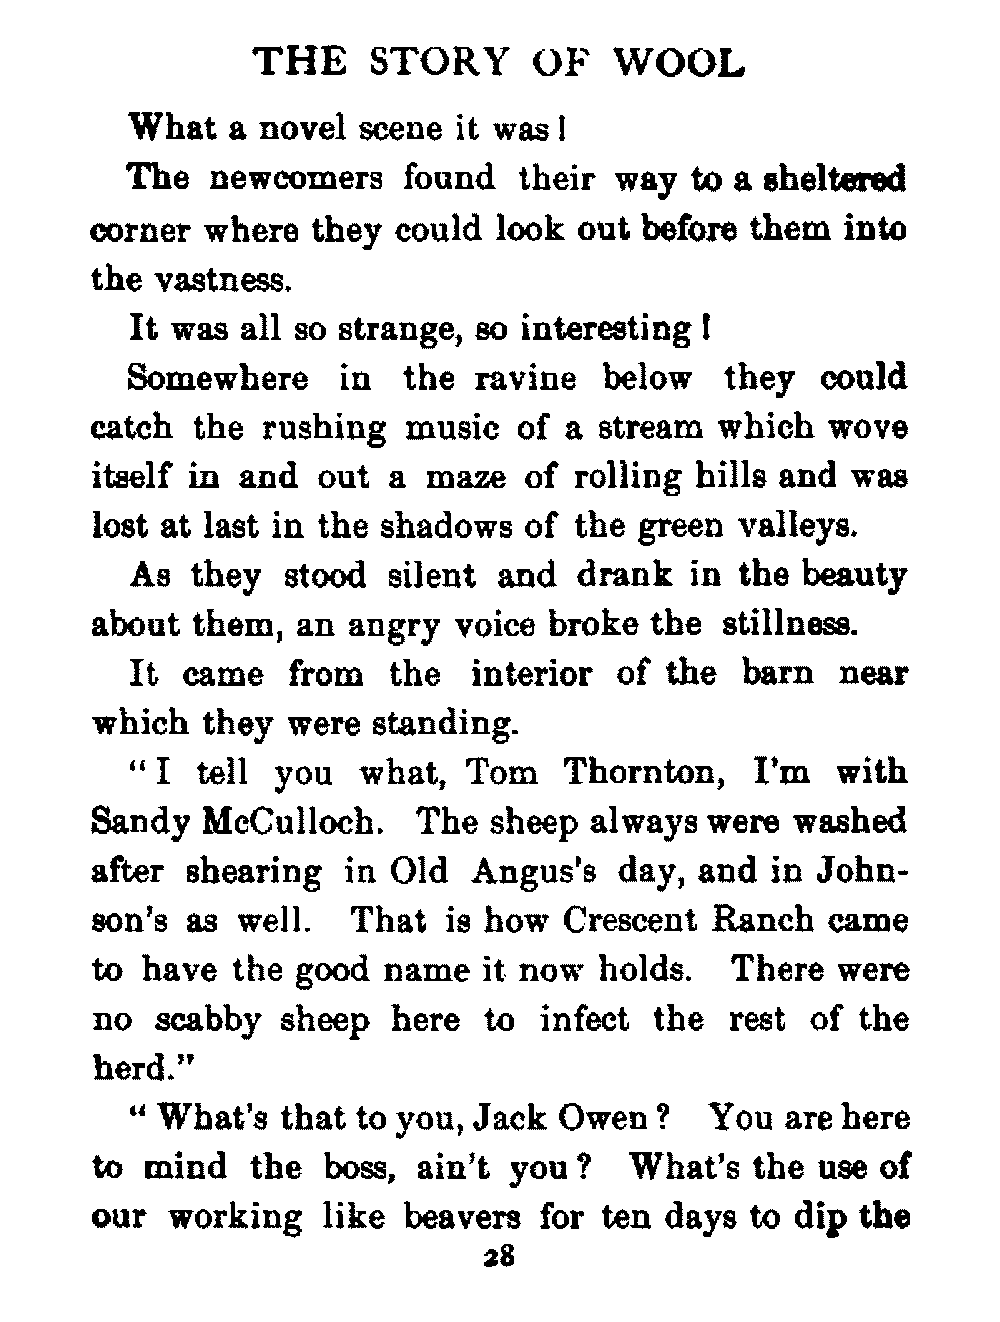 THE STORY OF WOOL
What a novel scene it was!
The newcomers found their way to a sheltered
corner where they could look out before them into
the vastness.
It was all so strange, so interesting!
Somewhere in the ravine below they could
catch the rushing music of a stream which wove
itself in and out a maze of rolling hills and was
lost at last in the shadows of the green valleys.
As they stood silent and drank in the beauty
about them, an angry voice broke the stillness.
It came from the interior of the barn near
which they were standing.
“I tell you what, Tom Thornton, I'm with
Sandy McCulloch. The sheep always were washed
after shearing in Old Angus's day, and in John-
son's as well. That is how Crescent Ranch came
to have the good name it now holds. There were
no scabby sheep here to infect the rest of the
herd.”
“What's that to you, Jack Owen? You are here
to mind the boss, ain't you? What's the use of
our working like beavers for ten days to dip the
28